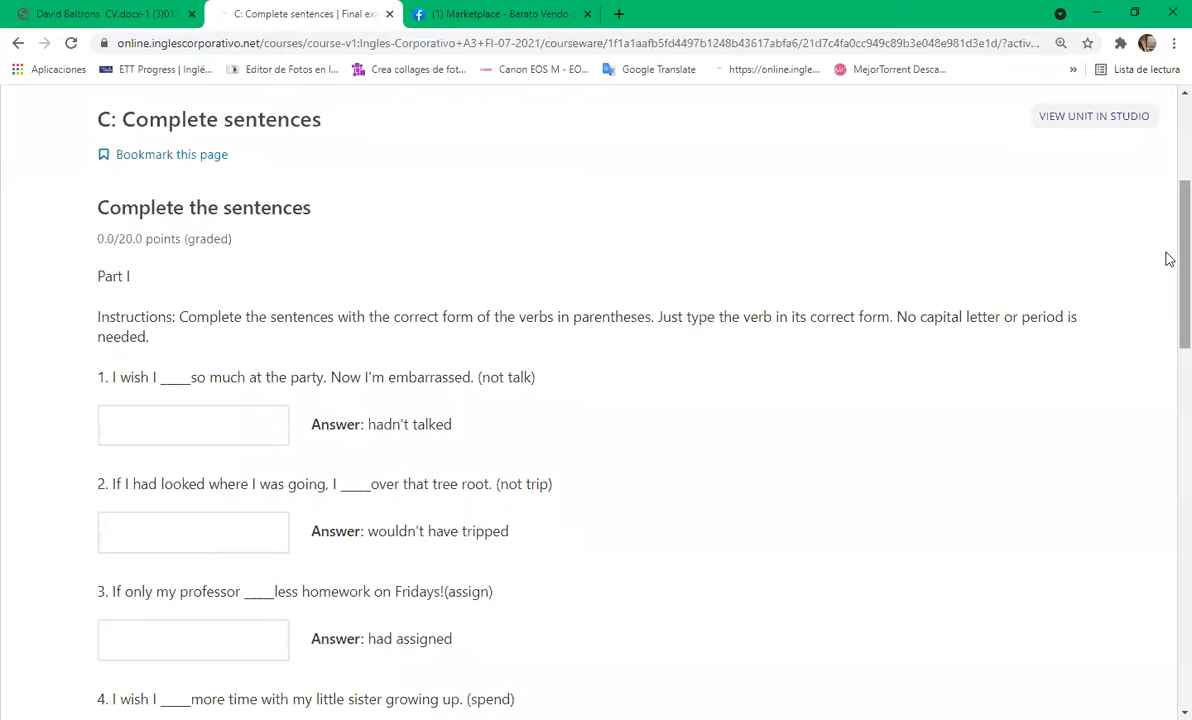 David Baltrons CV.docx-1 (3)01.
C: Complete sentences | Final ex
(1) Marketplace - Barato Vendo
online.inglescorporativo.net/courses/course-v1:Ingles-Corporativo+A3+FI-07-2021/courseware/1f1a1aafb5fd4497b1248b43617abfa6/21d7c4fa0cc949c89b3e048e981d3e1d/?activ...
Aplicaciones
ETT Progress | Inglé...
Editor de Fotos en l...
Crea collages de fot...
Canon EOS M - EO...
Google Translate
https://online.ingle...
MejorTorrent Desca...
»
Lista de lectura
C: Complete sentences
VIEW UNIT IN STUDIO
Bookmark this page
Complete the sentences
0.0/20.0 points (graded)
Part I
Instructions: Complete the sentences with the correct form of the verbs in parentheses. Just type the verb in its correct form. No capital letter or period is
needed.
1. I wish I ____so much at the party. Now I'm embarrassed. (not talk)
Answer: hadn't talked
2. If I had looked where I was going, I ____over that tree root. (not trip)
Answer: wouldn't have tripped
3. If only my professor ____less homework on Fridays!(assign)
Answer: had assigned
4. I wish I ____more time with my little sister growing up. (spend)